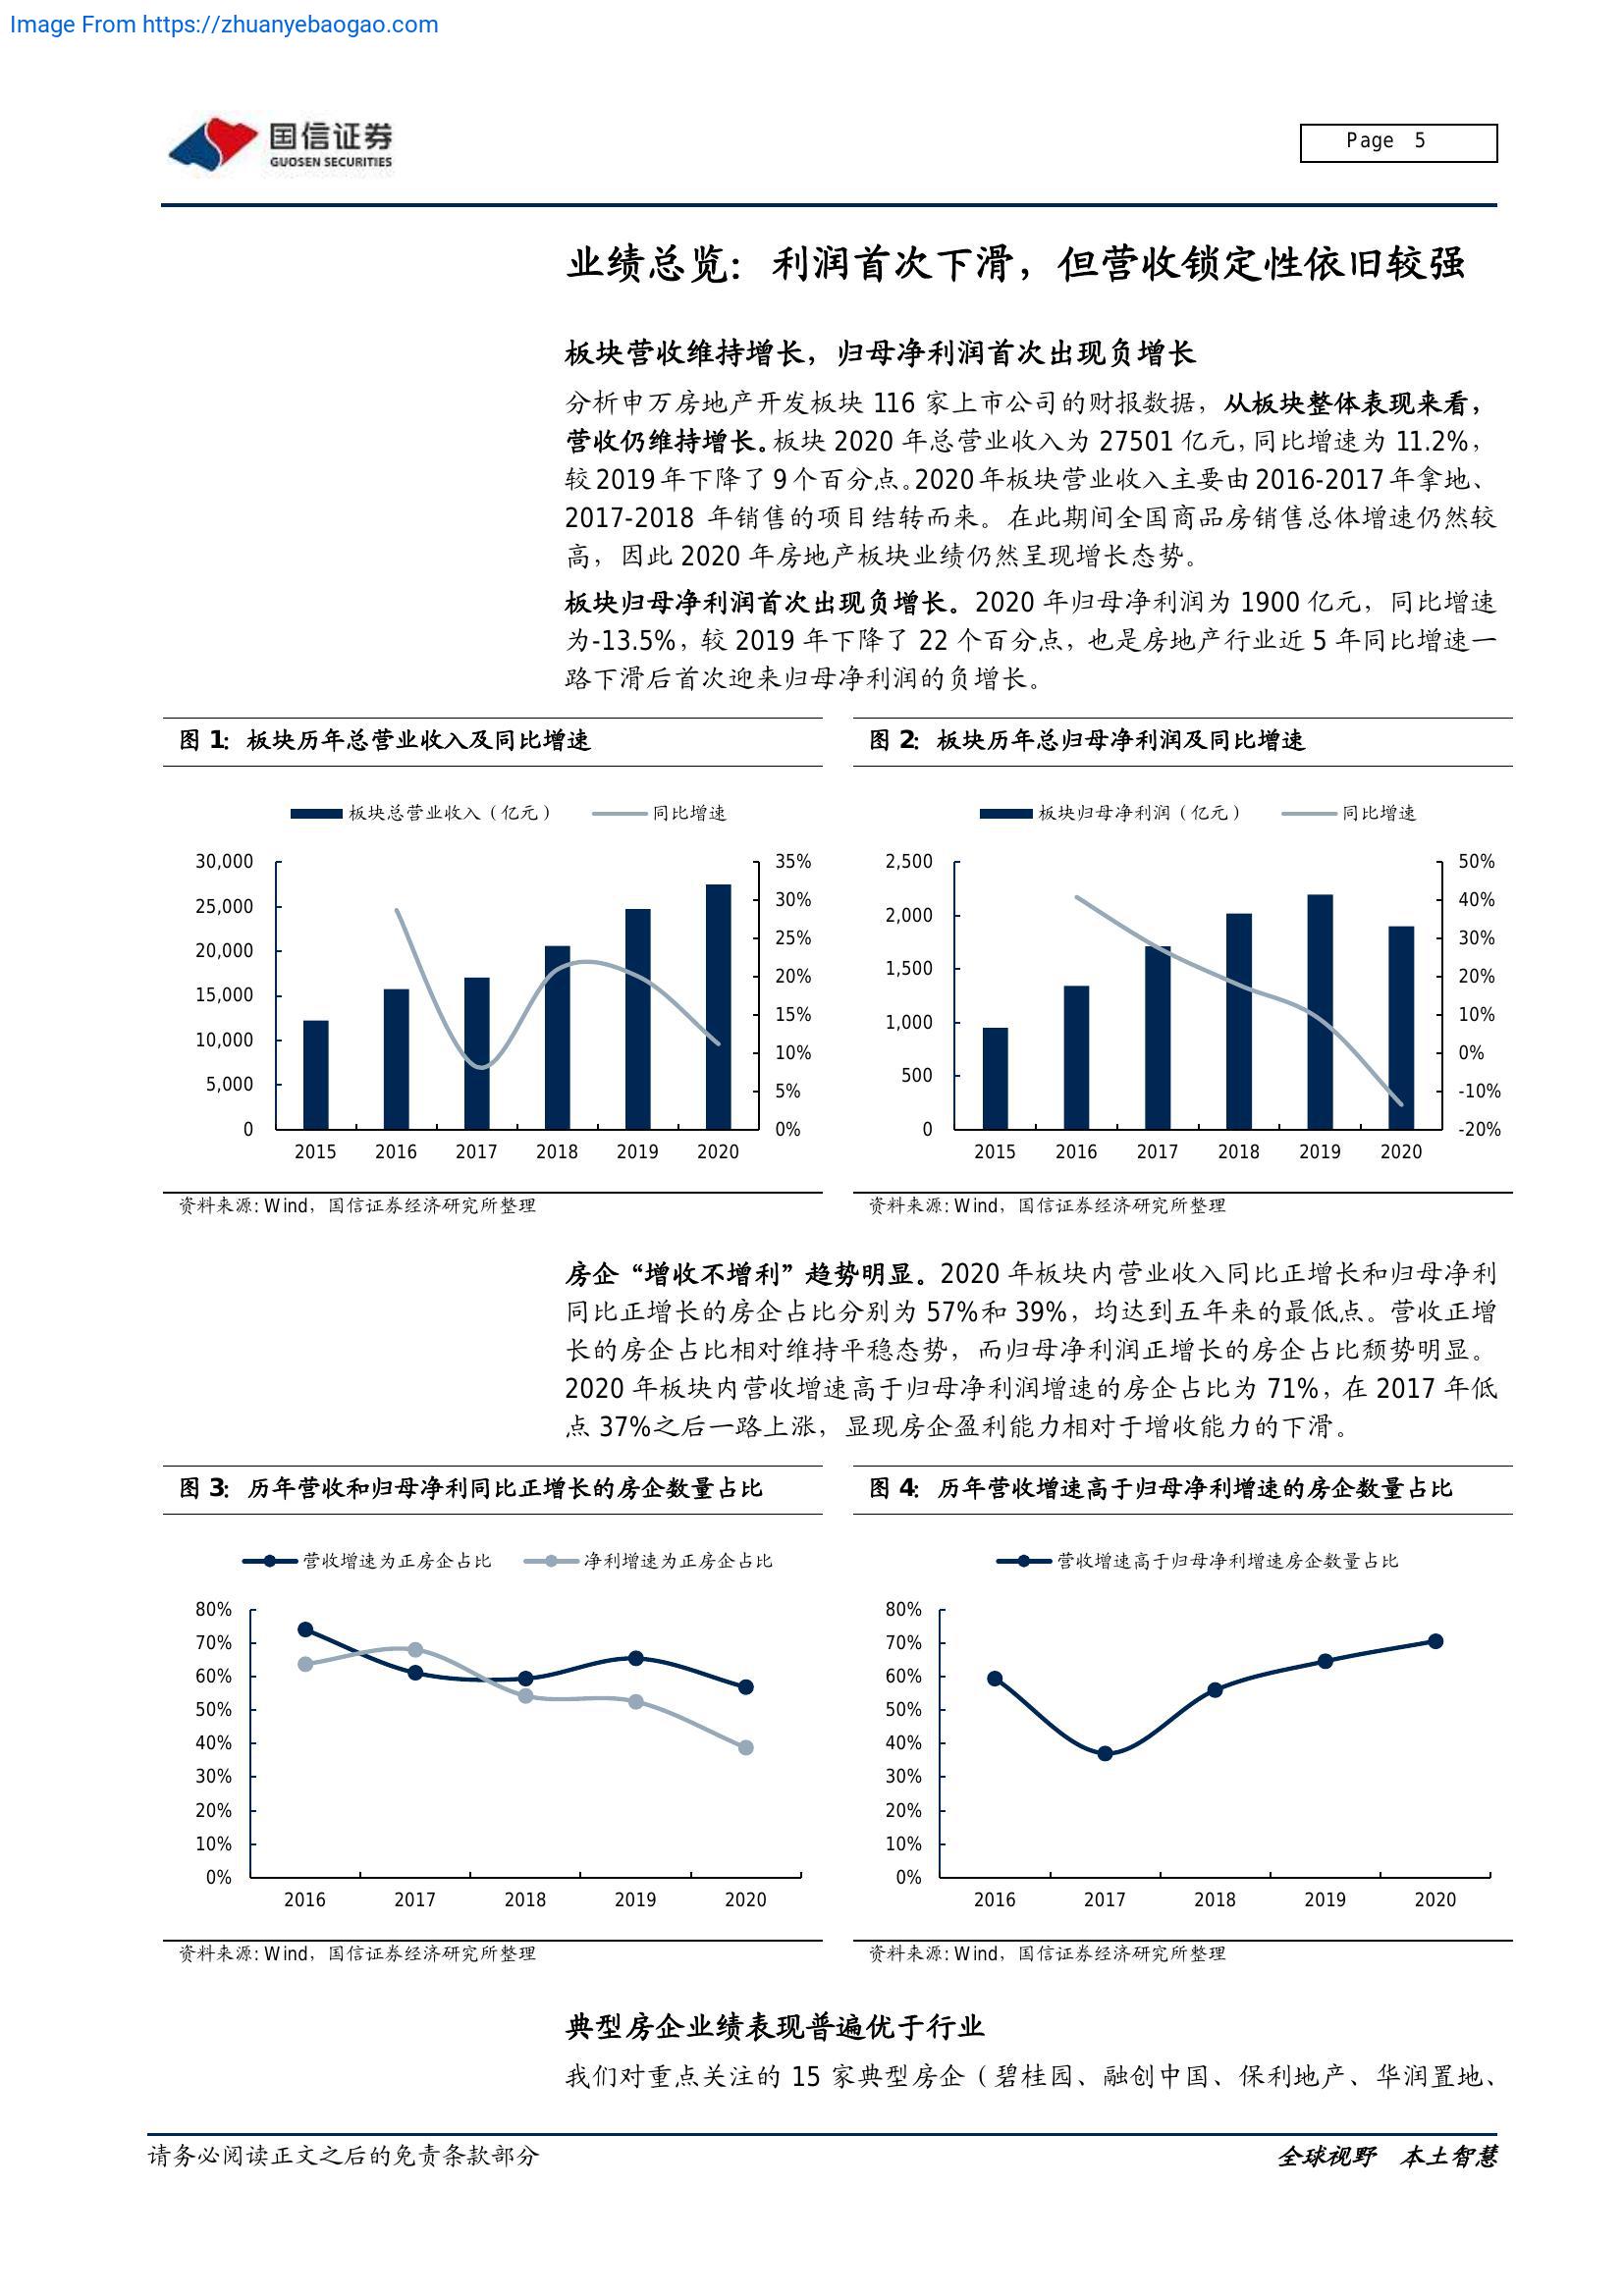 Image From https://zhuanyebaogao.com
国信证券
GUOSEN SECURITIES
Page 5
业绩总览：利润首次下滑，但营收锁定性依旧较强
板块营收维持增长，归母净利润首次出现负增长
分析申万房地产开发板块 116 家上市公司的财报数据，从板块整体表现来看，
营收仍维持增长。板块 2020 年总营业收入为 27501 亿元，同比增速为 11.2%，
较 2019 年下降了 9 个百分点。2020 年板块营业收入主要由 2016-2017 年拿地、
2017-2018 年销售的项目结转而来。在此期间全国商品房销售总体增速仍然较
高，因此 2020 年房地产板块业绩仍然呈现增长态势。
板块归母净利润首次出现负增长。2020 年归母净利润为 1900 亿元，同比增速
为-13.5%，较 2019 年下降了 22 个百分点，也是房地产行业近 5 年同比增速一
路下滑后首次迎来归母净利润的负增长。
图 1：板块历年总营业收入及同比增速
板块总营业收入（亿元） 同比增速
30,000 35%
25,000 30%
20,000 25%
15,000 20%
10,000 15%
5,000 10%
0 5%
0%
2015 2016 2017 2018 2019 2020
资料来源: Wind，国信证券经济研究所整理
图 2：板块历年总归母净利润及同比增速
板块归母净利润（亿元） 同比增速
2,500 50%
2,000 40%
1,500 30%
1,000 20%
500 10%
0 0%
-10%
-20%
2015 2016 2017 2018 2019 2020
资料来源: Wind，国信证券经济研究所整理
房企“增收不增利”趋势明显。2020 年板块内营业收入同比正增长和归母净利
同比正增长的房企占比分别为 57%和 39%，均达到五年来的最低点。营收正增
长的房企占比相对维持平稳态势，而归母净利润正增长的房企占比颓势明显。
2020 年板块内营收增速高于归母净利润增速的房企占比为 71%，在 2017 年低
点 37%之后一路上涨，显现房企盈利能力相对于增收能力的下滑。
图 3：历年营收和归母净利同比正增长的房企数量占比
营收增速为正房企占比 净利增速为正房企占比
80%
70%
60%
50%
40%
30%
20%
10%
0%
2016 2017 2018 2019 2020
资料来源: Wind，国信证券经济研究所整理
图 4：历年营收增速高于归母净利增速的房企数量占比
营收增速高于归母净利增速房企数量占比
80%
70%
60%
50%
40%
30%
20%
10%
0%
2016 2017 2018 2019 2020
资料来源: Wind，国信证券经济研究所整理
典型房企业绩表现普遍优于行业
我们对重点关注的 15 家典型房企（碧桂园、融创中国、保利地产、华润置地、
请务必阅读正文之后的免责条款部分
全球视野 本土智慧